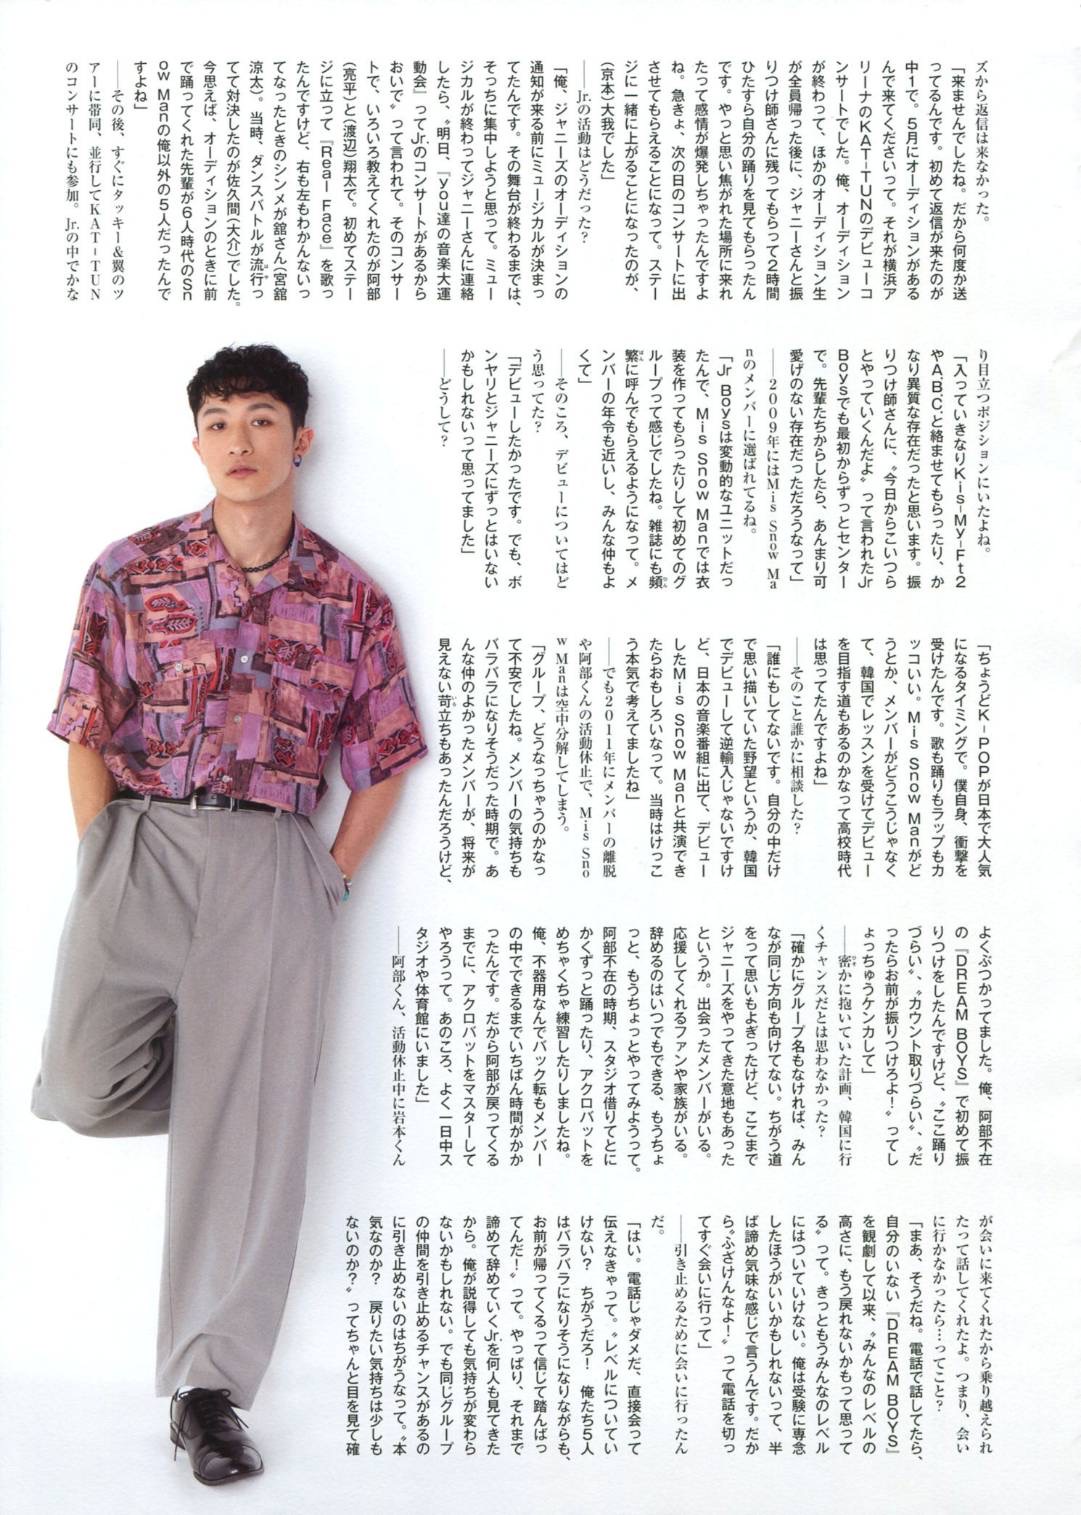 ズから返信は来なかった。
「来ませんでしたね。だから何度か送
ってるんです。初めて返信が来たのが
中1で。5月にオーディションがある
んで来てくださいって。それが横浜ア
リーナのKAT-TUNのデビューコ
ンサートでした。俺、オーディション
が終わって、ほかのオーディション生
が全員帰った後に、ジャニーさんと振
りつけ師さんに残ってもらって2時間
ひたすら自分の踊りを見てもらったん
です。やっと思い焦がれた場所に来れ
たって感情が爆発しちゃったんですよ
ね。急きょ、次の日のコンサートに出
させてもらえることになって。ステー
ジに一緒に上がることになったのが、
(京本)大我でした」
――Jr.の活動はどうだった?
「俺、ジャニーズのオーディションの
通知が来る前にミュージカルが決まっ
てたんです。その舞台が終わるまでは、
そっちに集中しようと思って。ミュー
ジカルが終わってジャニーさんに連絡
したら、〝明日、『you達の音楽大運
動会』ってJr.のコンサートがあるから
おいで〟って言われて。そのコンサー
トで、いろいろ教えてくれたのが阿部
(亮平)と(渡辺)翔太で。初めてステー
ジに立って『Real Face』を歌っ
たんですけど、右も左もわかんないっ
てなったときのシンメが舘さん(宮舘
涼太)。当時、ダンスバトルが流行っ
てて対決したのが佐久間(大介)でした。
今思えば、オーディションのときに前
で踊ってくれた先輩が6人時代のSn
ow Manの俺以外の5人だったんで
すよね」
――その後、すぐにタッキー&翼のツ
アーに帯同、並行してKAT-TUN
のコンサートにも参加。Jr.の中でかな
り目立つポジションにいたよね。
「入っていきなりKis-My-Ft2
やA.B.C.と絡ませてもらったり、か
なり異質な存在だったと思います。振
りつけ師さんに、〝今日からこいつら
とやっていくんだよ〟って言われたJr
Boysでも最初からずっとセンター
で。先輩たちからしたら、あんまり可
愛げのない存在だっただろうなって」
――2009年にはMis Snow Ma
nのメンバーに選ばれてるね。
「Jr Boysは変動的なユニットだっ
たんで、Mis Snow Manでは衣
装を作ってもらったりして初めてのグ
ループって感じでしたね。雑誌にも頻
繁に呼んでもらえるようになって。メ
ンバーの年令も近いし、みんな仲もよ
くて」
――そのころ、デビューについてはど
う思ってた?
「デビューしたかったです。でも、ボ
ンヤリとジャニーズにずっとはいない
かもしれないって思ってました」
――どうして?
「ちょうどK-POPが日本で大人気
になるタイミングで。僕自身、衝撃を
受けたんです。歌も踊りもラップもカ
ッコいい。Mis Snow Manがど
うとか、メンバーがどうこうじゃなく
て、韓国でレッスンを受けてデビュー
を目指す道もあるのかなって高校時代
は思ってたんですよね」
――そのこと誰かに相談した?
「誰にもしてないです。自分の中だけ
で思い描いていた野望というか、韓国
でデビューして逆輸入じゃないですけ
ど、日本の音楽番組に出て、デビュー
したMis Snow Manと共演でき
たらおもしろいなって。当時はけっこ
う本気で考えてましたね」
――でも2011年にメンバーの離脱
や阿部くんの活動休止で、Mis Sno
w Manは空中分解してしまう。
「グループ、どうなっちゃうのかなっ
て不安でしたね。メンバーの気持ちも
バラバラになりそうだった時期で。あ
んな仲のよかったメンバーが、将来が
見えない苛立ちもあったんだろうけど、
よくぶつかってました。俺、阿部不在
の『DREAM BOYS』で初めて振
りつけをしたんですけど、〝ここ踊り
づらい〟、〝カウント取りづらい〟、〝だ
ったらお前が振りつけろよ!〟ってし
ょっちゅうケンカして」
――密かに抱いていた計画、韓国に行
くチャンスだとは思わなかった?
「確かにグループ名もなければ、みん
なが同じ方向も向けてない。ちがう道
をって思いもよぎったけど、ここまで
ジャニーズをやってきた意地もあった
というか。出会ったメンバーがいる。
応援してくれるファンや家族がいる。
辞めるのはいつでもできる、もうちょ
っと、もうちょっとやってみようって。
阿部不在の時期、スタジオ借りてとに
かくずっと踊ったり、アクロバットを
めちゃくちゃ練習したりしましたね。
俺、不器用なんでバック転もメンバー
の中でできるまでいちばん時間がかか
ったんです。だから阿部が戻ってくる
までに、アクロバットをマスターして
やろうって。あのころ、よく一日中ス
タジオや体育館にいました」
――阿部くん、活動休止中に岩本くん
が会いに来てくれたから乗り越えられ
たって話してくれたよ。つまり、会い
に行かなかったら…ってこと?
「まあ、そうだね。電話で話してたら、
自分のいない『DREAM BOYS』
を観劇して以来、〝みんなのレベルの
高さに、もう戻れないかもって思って
る〟って。きっともうみんなのレベル
にはついていけない。俺は受験に専念
したほうがいいかもしれないって、半
ば諦め気味な感じで言うんです。だか
ら〝ふざけんなよ!〟って電話を切っ
てすぐ会いに行って」
――引き止めるために会いに行ったん
だ。
「はい。電話じゃダメだ、直接会って
伝えなきゃって。〝レベルについてい
けない? ちがうだろ! 俺たち5人
はバラバラになりそうになりながらも、
お前が帰ってくるって信じて踏んばっ
てんだ!〟って。やっぱり、それまで
諦めて辞めていくJr.を何人も見てきた
から。俺が説得しても気持ちが変わら
ないかもしれない。でも同じグループ
の仲間を引き止めるチャンスがあるの
に引き止めないのはちがうなって。〝本
気なのか? 戻りたい気持ちは少しも
ないのか?〟ってちゃんと目を見て確